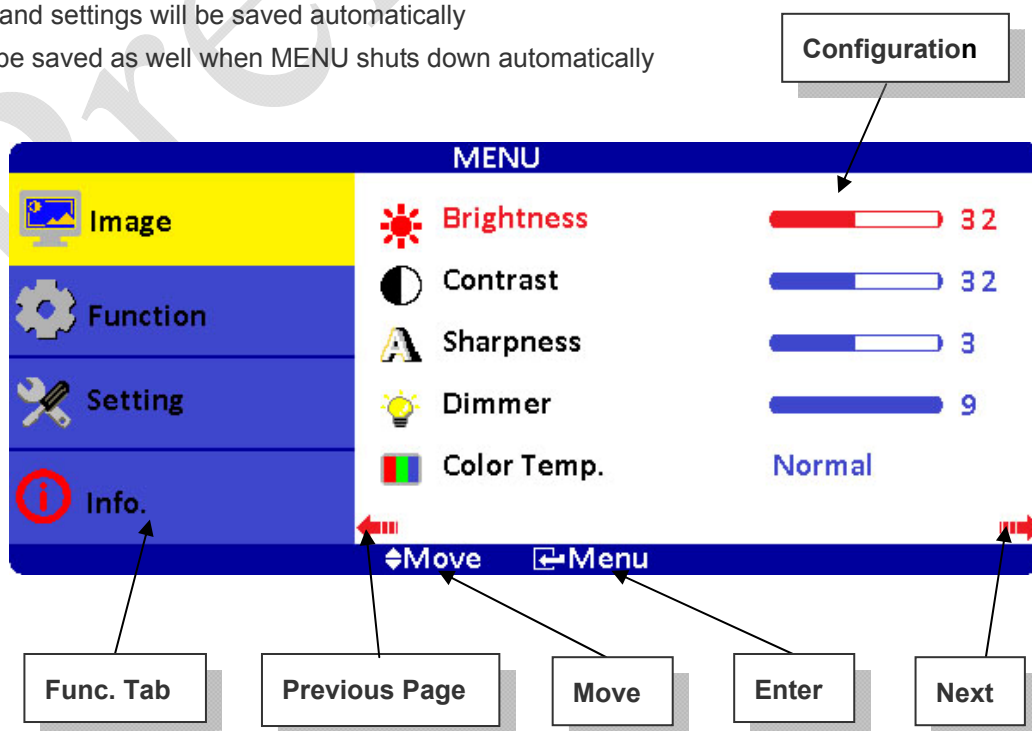 and settings will be saved automatically
be saved as well when MENU shuts down automatically
Configuration
MENU
Image
Brightness 32
Contrast 32
Function
Sharpness 3
Setting
Dimmer 9
Color Temp. Normal
Info.
Move Menu
Func. Tab
Previous Page
Move
Enter
Next